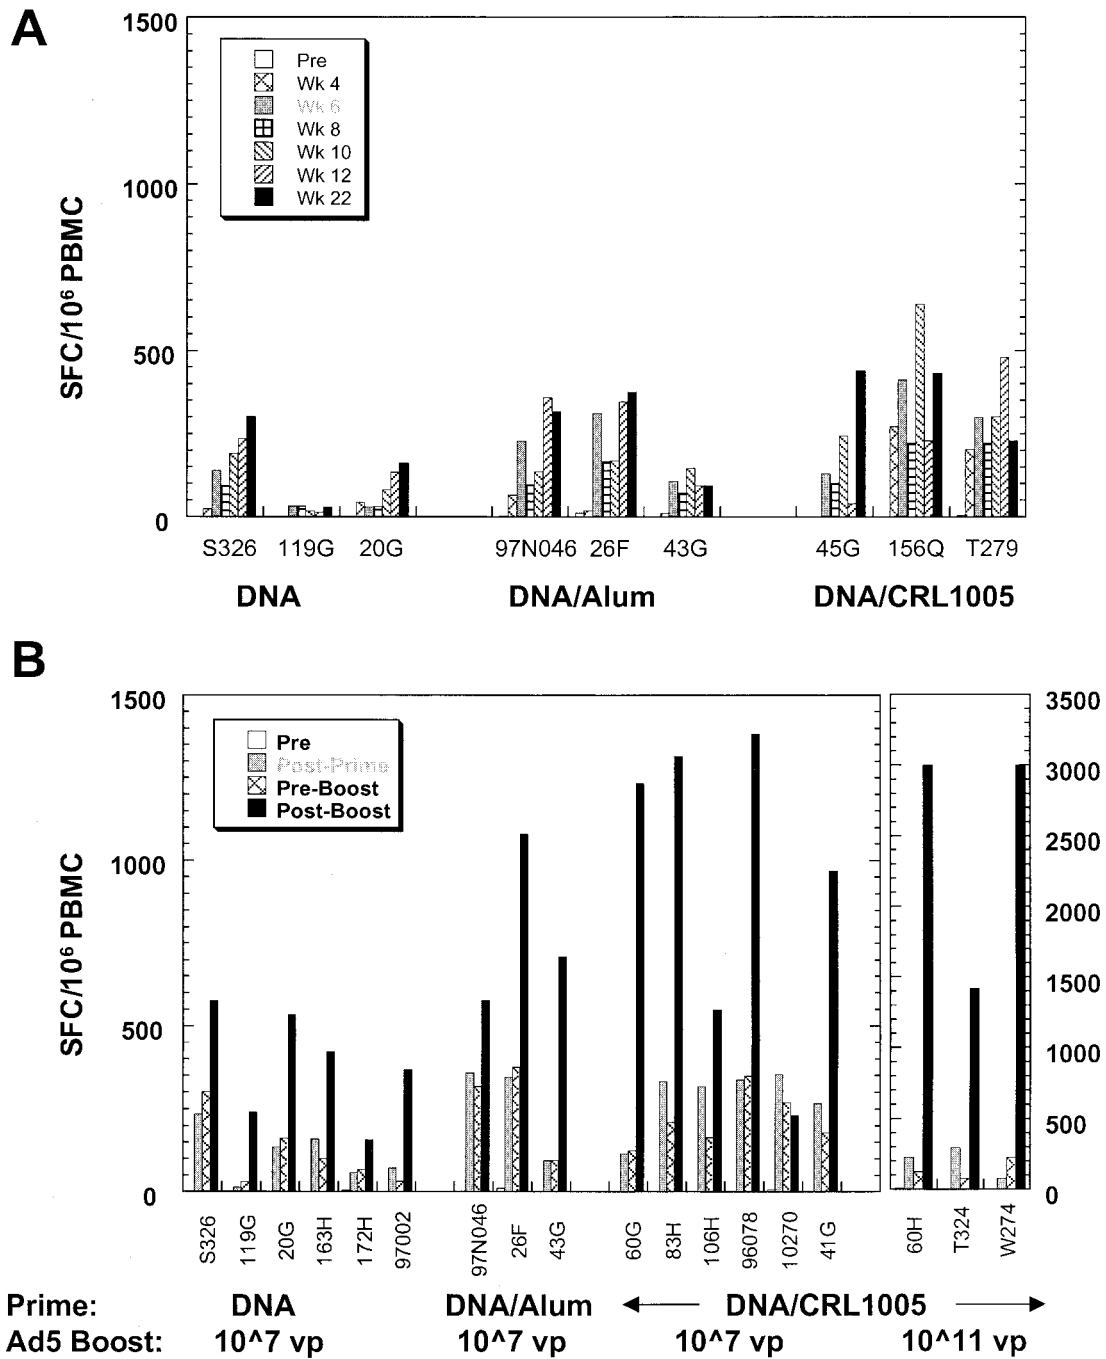 A
1500
1000
500
0
SFC/10⁶ PBMC
Pre
Wk 4
Wk 6
Wk 8
Wk 10
Wk 12
Wk 22
S326 119G 20G 97N046 26F 43G 45G 156Q T279
DNA DNA/Alum DNA/CRL1005
B
1500
1000
500
0
SFC/10⁶ PBMC
Pre
Post-Prime
Pre-Boost
Post-Boost
3500
3000
2500
2000
1500
1000
500
0
S326 119G 20G 163H 172H 97002 97N046 26F 43G 60G 83H 106H 96078 10270 41G 60H T324 W274
Prime: DNA DNA/Alum DNA/CRL1005
Ad5 Boost: 10^7 vp 10^7 vp 10^7 vp 10^11 vp